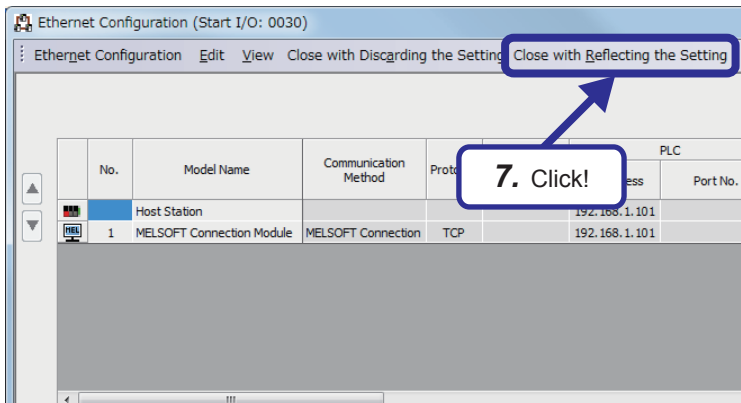 Ethernet Configuration (Start I/O: 0030)
Ethernet Configuration Edit View Close with Discarding the Setting Close with Reflecting the Setting
7. Click!
PLC
No. Model Name Communication Method
Port No.
Host Station 192.168.1.101
MEL 1 MELSOFT Connection Module MELSOFT Connection TCP 192.168.1.101